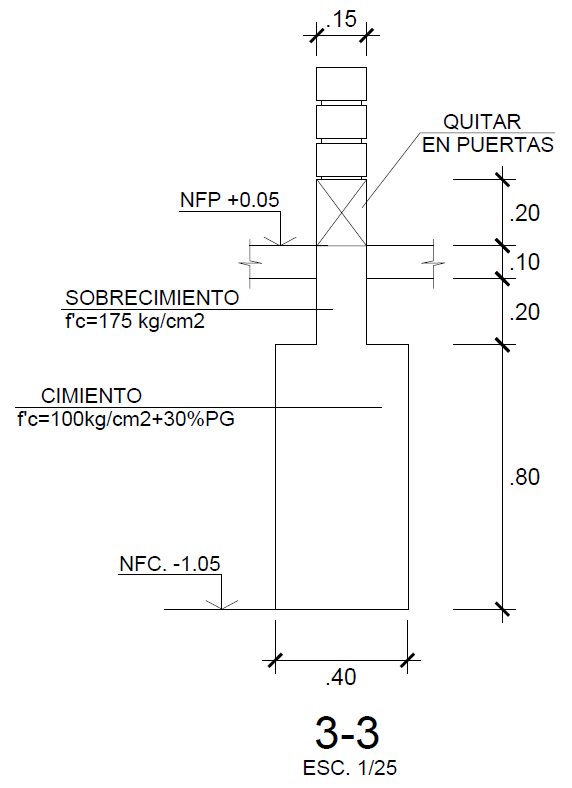 .15
QUITAR
EN PUERTAS
NFP +0.05
.20
.10
SOBRECIMIENTO
f'c=175 kg/cm2
.20
CIMIENTO
f'c=100kg/cm2+30%PG
.80
NFC. -1.05
.40
3-3
ESC. 1/25